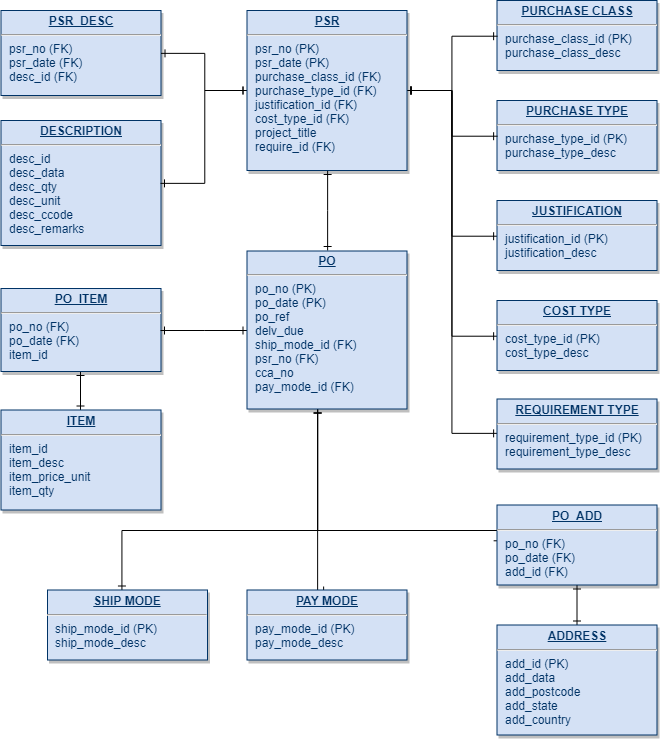 PSR_DESC
psr_no (FK)
psr_date (FK)
desc_id (FK)
PSR
psr_no (PK)
psr_date (PK)
purchase_class_id (FK)
purchase_type_id (FK)
justification_id (FK)
cost_type_id (FK)
project_title
require_id (FK)
PURCHASE CLASS
purchase_class_id (PK)
purchase_class_desc
DESCRIPTION
desc_id
desc_data
desc_qty
desc_unit
desc_ccode
desc_remarks
PURCHASE TYPE
purchase_type_id (PK)
purchase_type_desc
JUSTIFICATION
justification_id (PK)
justification_desc
PO
po_no (PK)
po_date (PK)
po_ref
delv_due
ship_mode_id (FK)
psr_no (FK)
cca_no
pay_mode_id (FK)
PO_ITEM
po_no (FK)
po_date (FK)
item_id
COST TYPE
cost_type_id (PK)
cost_type_desc
ITEM
item_id
item_desc
item_price_unit
item_qty
REQUIREMENT TYPE
requirement_type_id (PK)
requirement_type_desc
PO_ADD
po_no (FK)
po_date (FK)
add_id (FK)
SHIP MODE
ship_mode_id (PK)
ship_mode_desc
PAY MODE
pay_mode_id (PK)
pay_mode_desc
ADDRESS
add_id (PK)
add_data
add_postcode
add_state
add_country